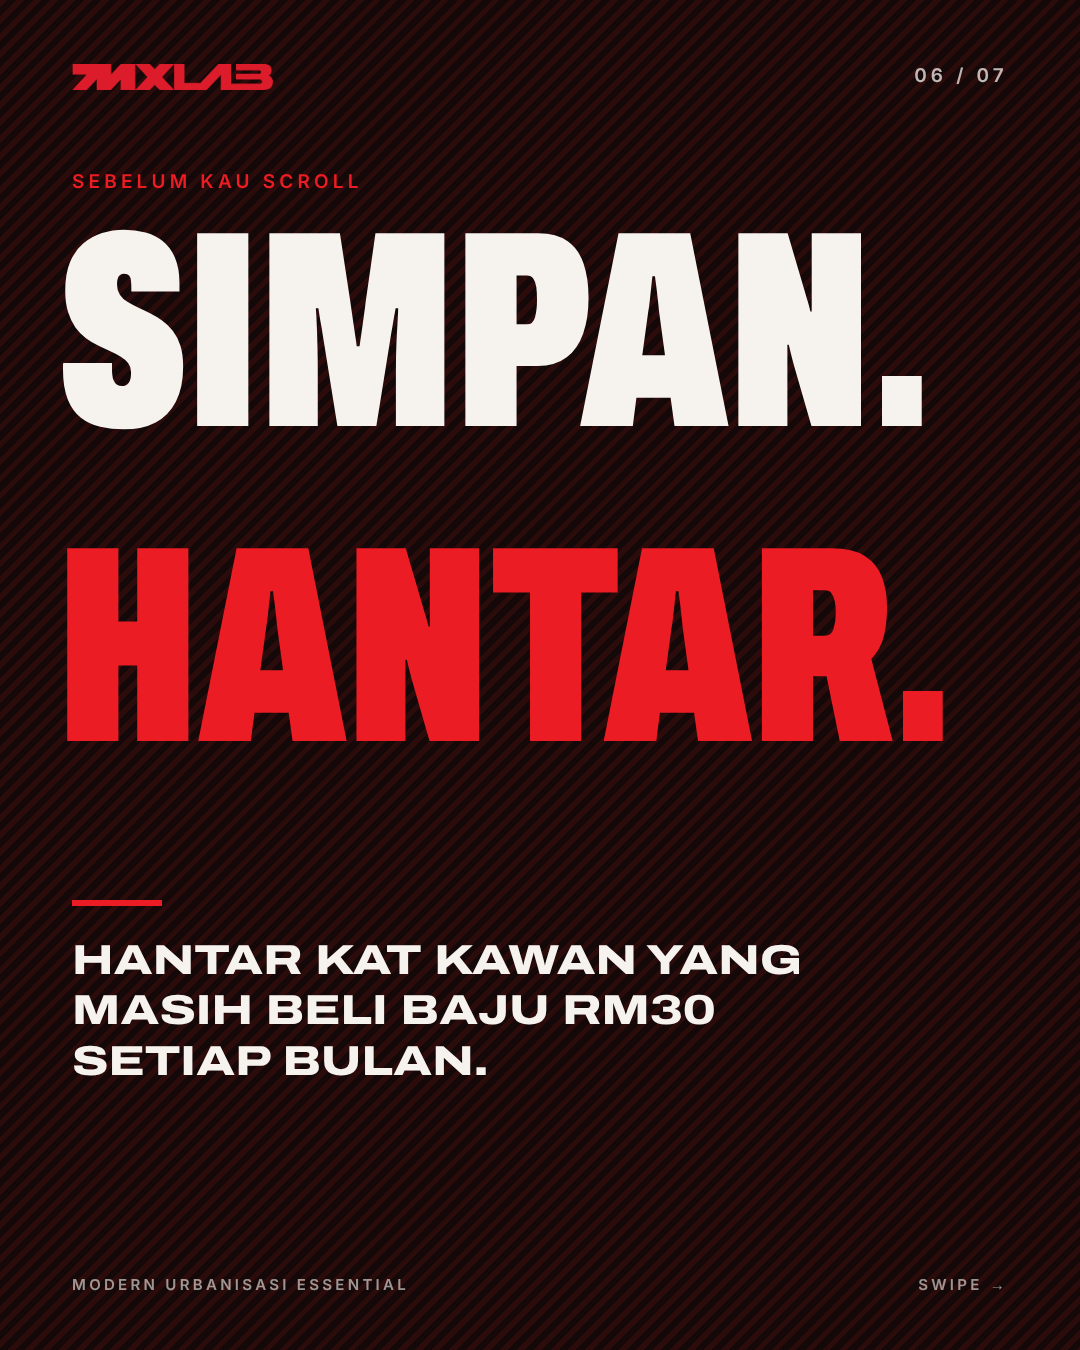 7MXLAB
06 / 07
SEBELUM KAU SCROLL
SIMPAN.
HANTAR.
HANTAR KAT KAWAN YANG
MASIH BELI BAJU RM30
SETIAP BULAN.
MODERN URBANISASI ESSENTIAL
SWIPE →